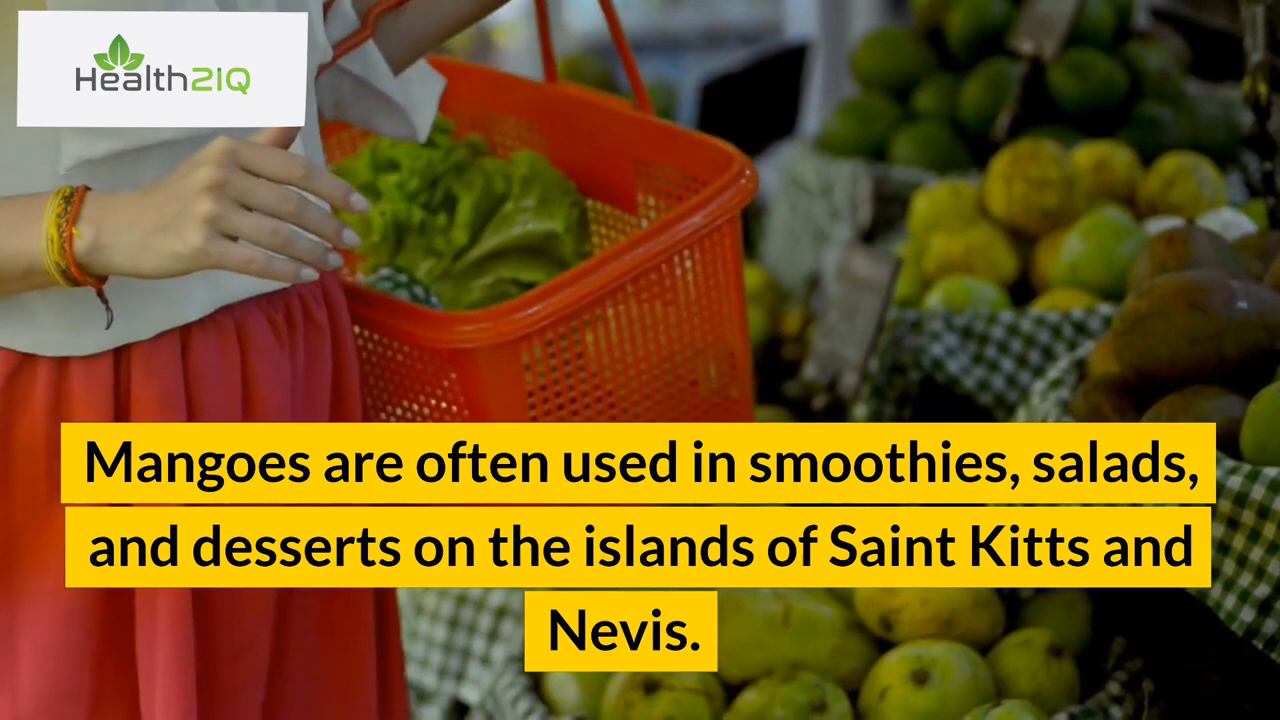 Health2IQ
Mangoes are often used in smoothies, salads,
and desserts on the islands of Saint Kitts and
Nevis.